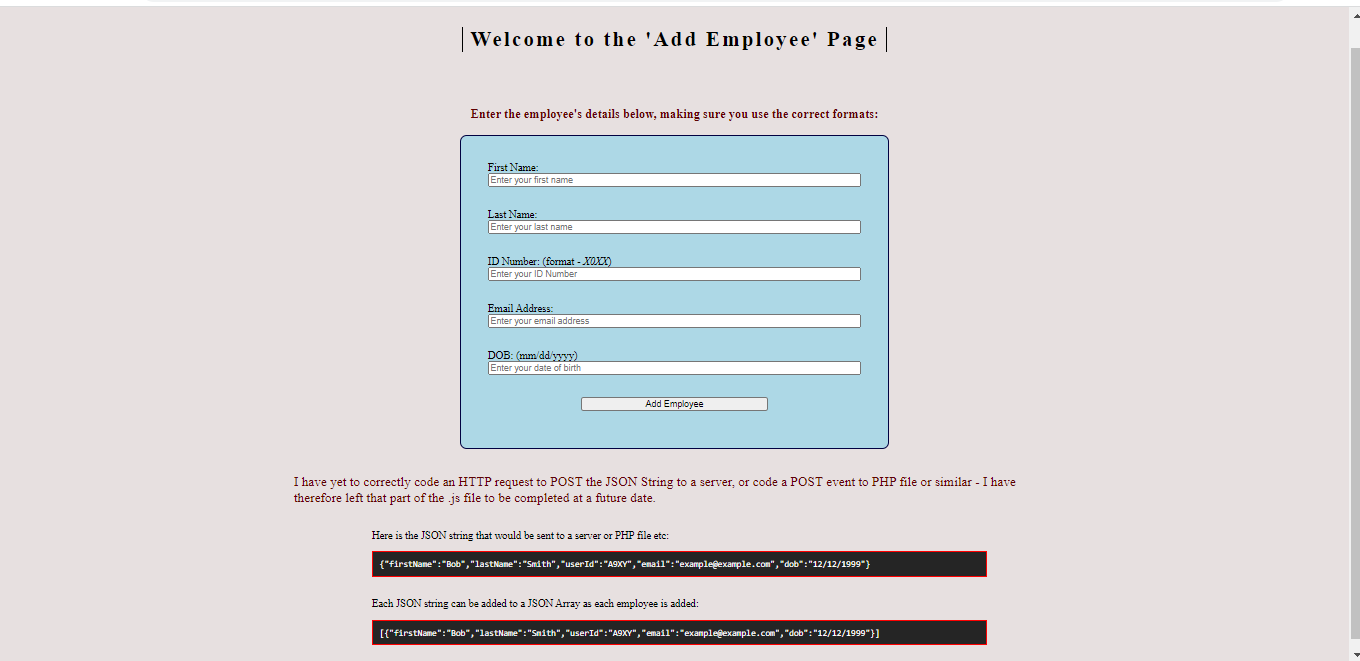 Welcome to the 'Add Employee' Page
Enter the employee's details below, making sure you use the correct formats:
First Name:
Enter your first name
Last Name:
Enter your last name
ID Number: (format - X0XX)
Enter your ID Number
Email Address:
Enter your email address
DOB: (mm/dd/yyyy)
Enter your date of birth
Add Employee
I have yet to correctly code an HTTP request to POST the JSON String to a server, or code a POST event to PHP file or similar - I have
therefore left that part of the .js file to be completed at a future date.
Here is the JSON string that would be sent to a server or PHP file etc:
{"firstName":"Bob","lastName":"Smith","userId":"A9XY","email":"example@example.com","dob":"12/12/1999"}
Each JSON string can be added to a JSON Array as each employee is added:
[{"firstName":"Bob","lastName":"Smith","userId":"A9XY","email":"example@example.com","dob":"12/12/1999"}]